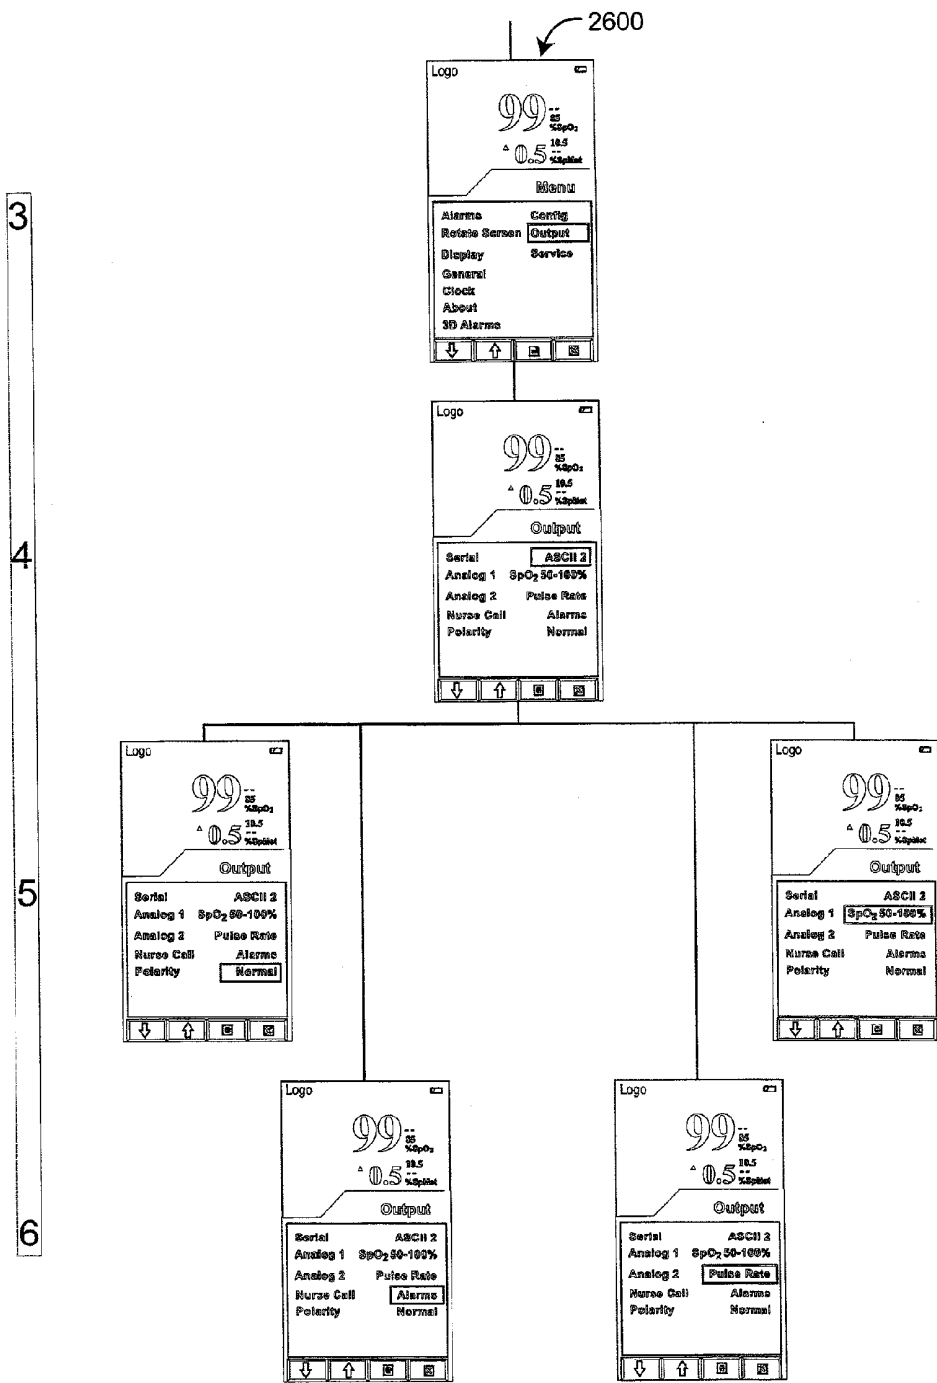 2600
Logo
99
--
85
%SpO2
0.5
10.5
--
%SpMet
Menu
Alarms Config
Rotate Screen Output
Display Service
General
Clock
About
3D Alarms
3
Logo
99
--
85
%SpO2
0.5
10.5
--
%SpMet
Output
Serial ASCII 2
Analog 1 SpO2 50-100%
Analog 2 Pulse Rate
Nurse Call Alarms
Polarity Normal
4
Logo
99
--
85
%SpO2
0.5
10.5
--
%SpMet
Output
Serial ASCII 2
Analog 1 SpO2 50-100%
Analog 2 Pulse Rate
Nurse Call Alarms
Polarity Normal
Logo
99
--
85
%SpO2
0.5
10.5
--
%SpMet
Output
Serial ASCII 2
Analog 1 SpO2 50-100%
Analog 2 Pulse Rate
Nurse Call Alarms
Polarity Normal
5
Logo
99
--
85
%SpO2
0.5
10.5
--
%SpMet
Output
Serial ASCII 2
Analog 1 SpO2 50-100%
Analog 2 Pulse Rate
Nurse Call Alarms
Polarity Normal
Logo
99
--
85
%SpO2
0.5
10.5
--
%SpMet
Output
Serial ASCII 2
Analog 1 SpO2 50-100%
Analog 2 Pulse Rate
Nurse Call Alarms
Polarity Normal
6